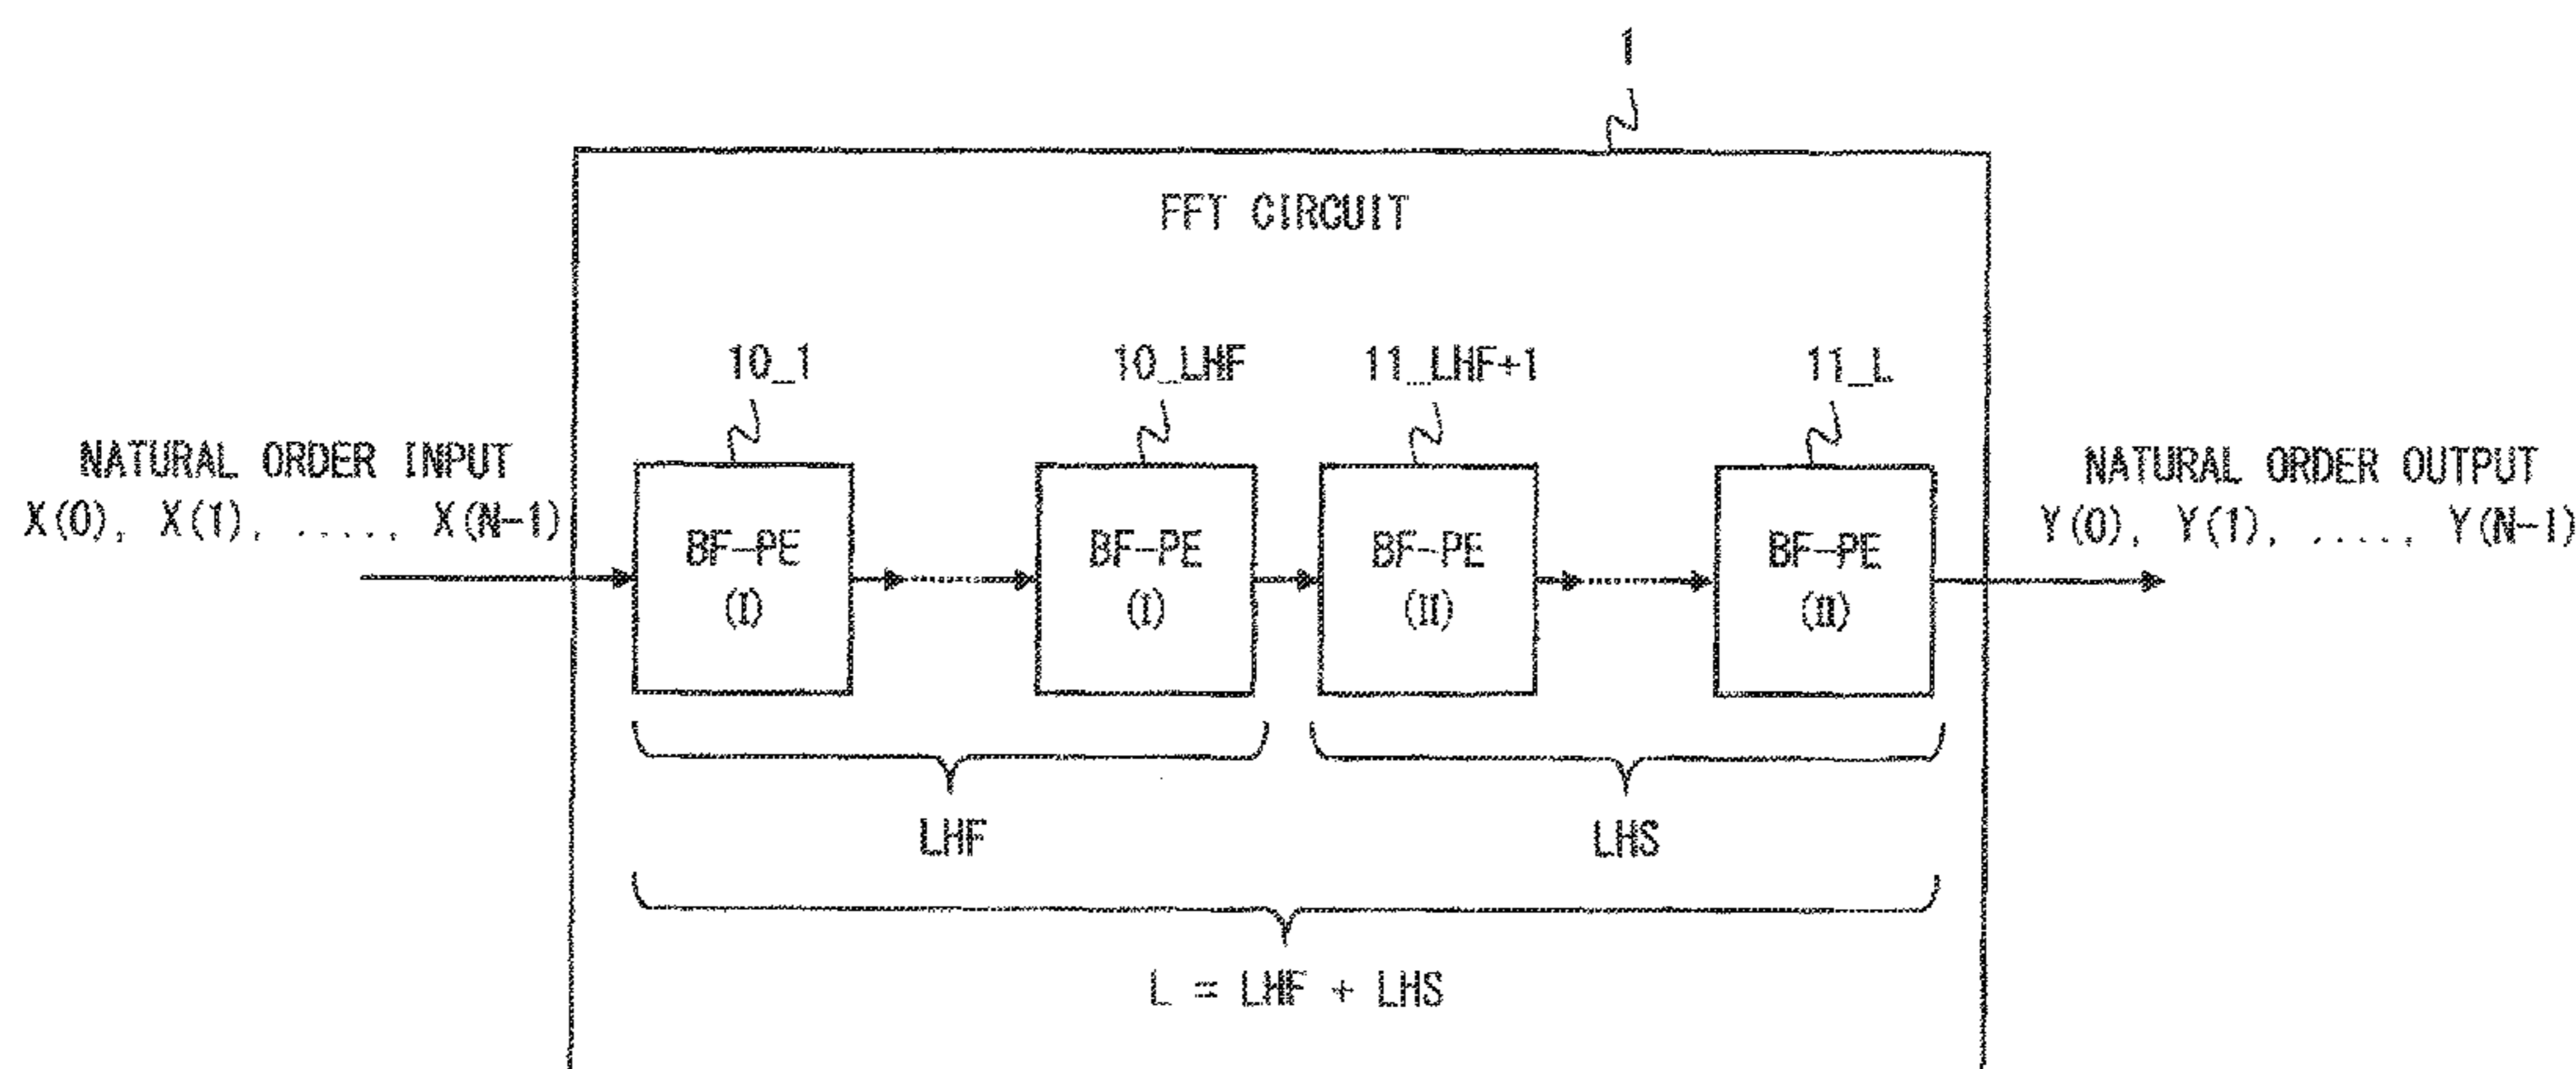 1
FFT CIRCUIT
10_1
10_LHF
11_LHF+1
11_L
NATURAL ORDER INPUT
X(0), X(1), ...., X(N-1)
BF-PE
(I)
BF-PE
(I)
BF-PE
(II)
BF-PE
(II)
NATURAL ORDER OUTPUT
Y(0), Y(1), ...., Y(N-1)
LHF
LHS
L = LHF + LHS